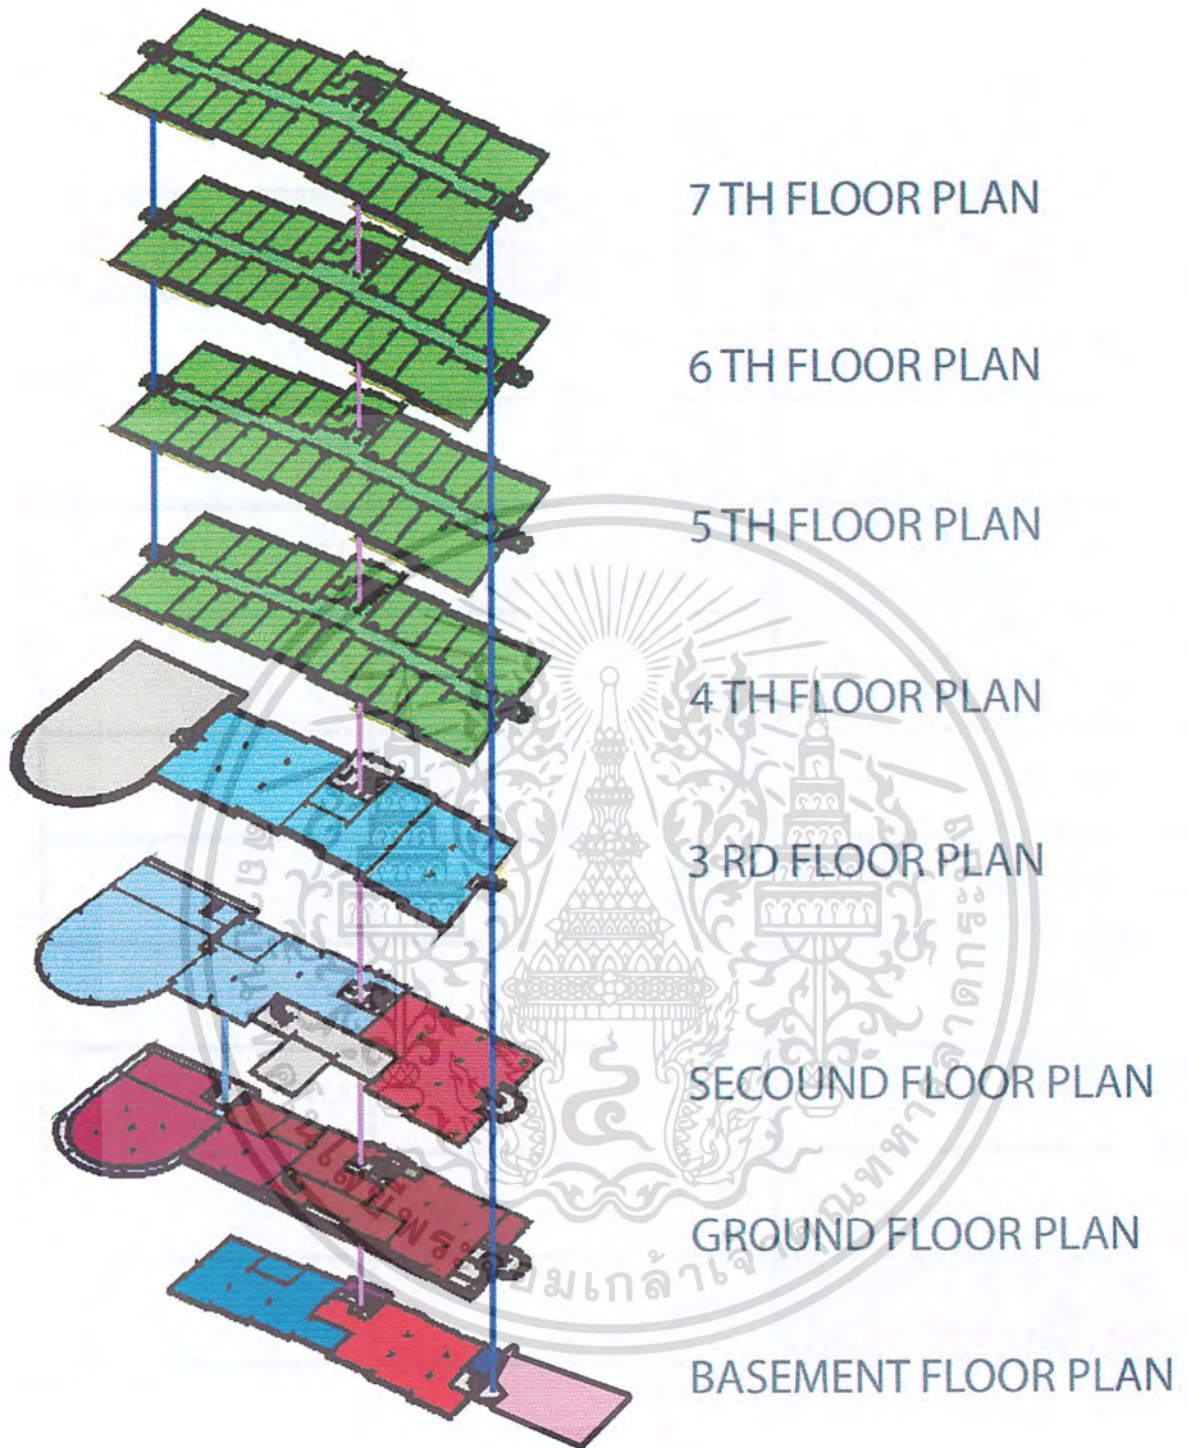 7 TH FLOOR PLAN
6 TH FLOOR PLAN
5 TH FLOOR PLAN
4 TH FLOOR PLAN
3 RD FLOOR PLAN
SECOUND FLOOR PLAN
GROUND FLOOR PLAN
BASEMENT FLOOR PLAN